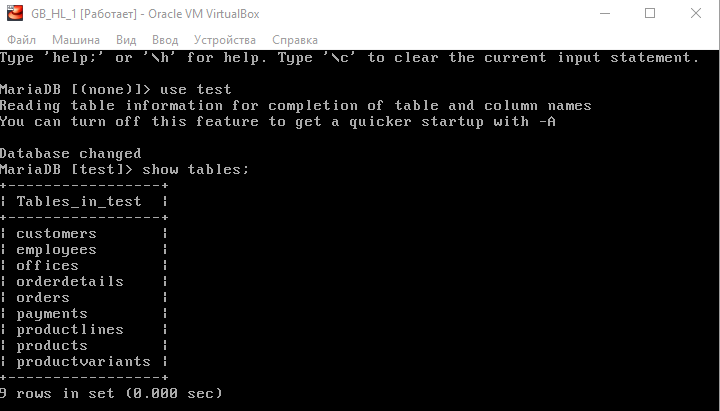 GB_HL_1 [Работает] - Oracle VM VirtualBox
Файл Машина Вид Ввод Устройства Справка
Type 'help;' or '\h' for help. Type '\c' to clear the current input statement.
MariaDB [(none)]> use test
Reading table information for completion of table and column names
You can turn off this feature to get a quicker startup with -A
Database changed
MariaDB [test]> show tables;
+-----------------+
| Tables_in_test |
+-----------------+
| customers |
| employees |
| offices |
| orderdetails |
| orders |
| payments |
| productlines |
| products |
| productvariants |
+-----------------+
9 rows in set (0.000 sec)